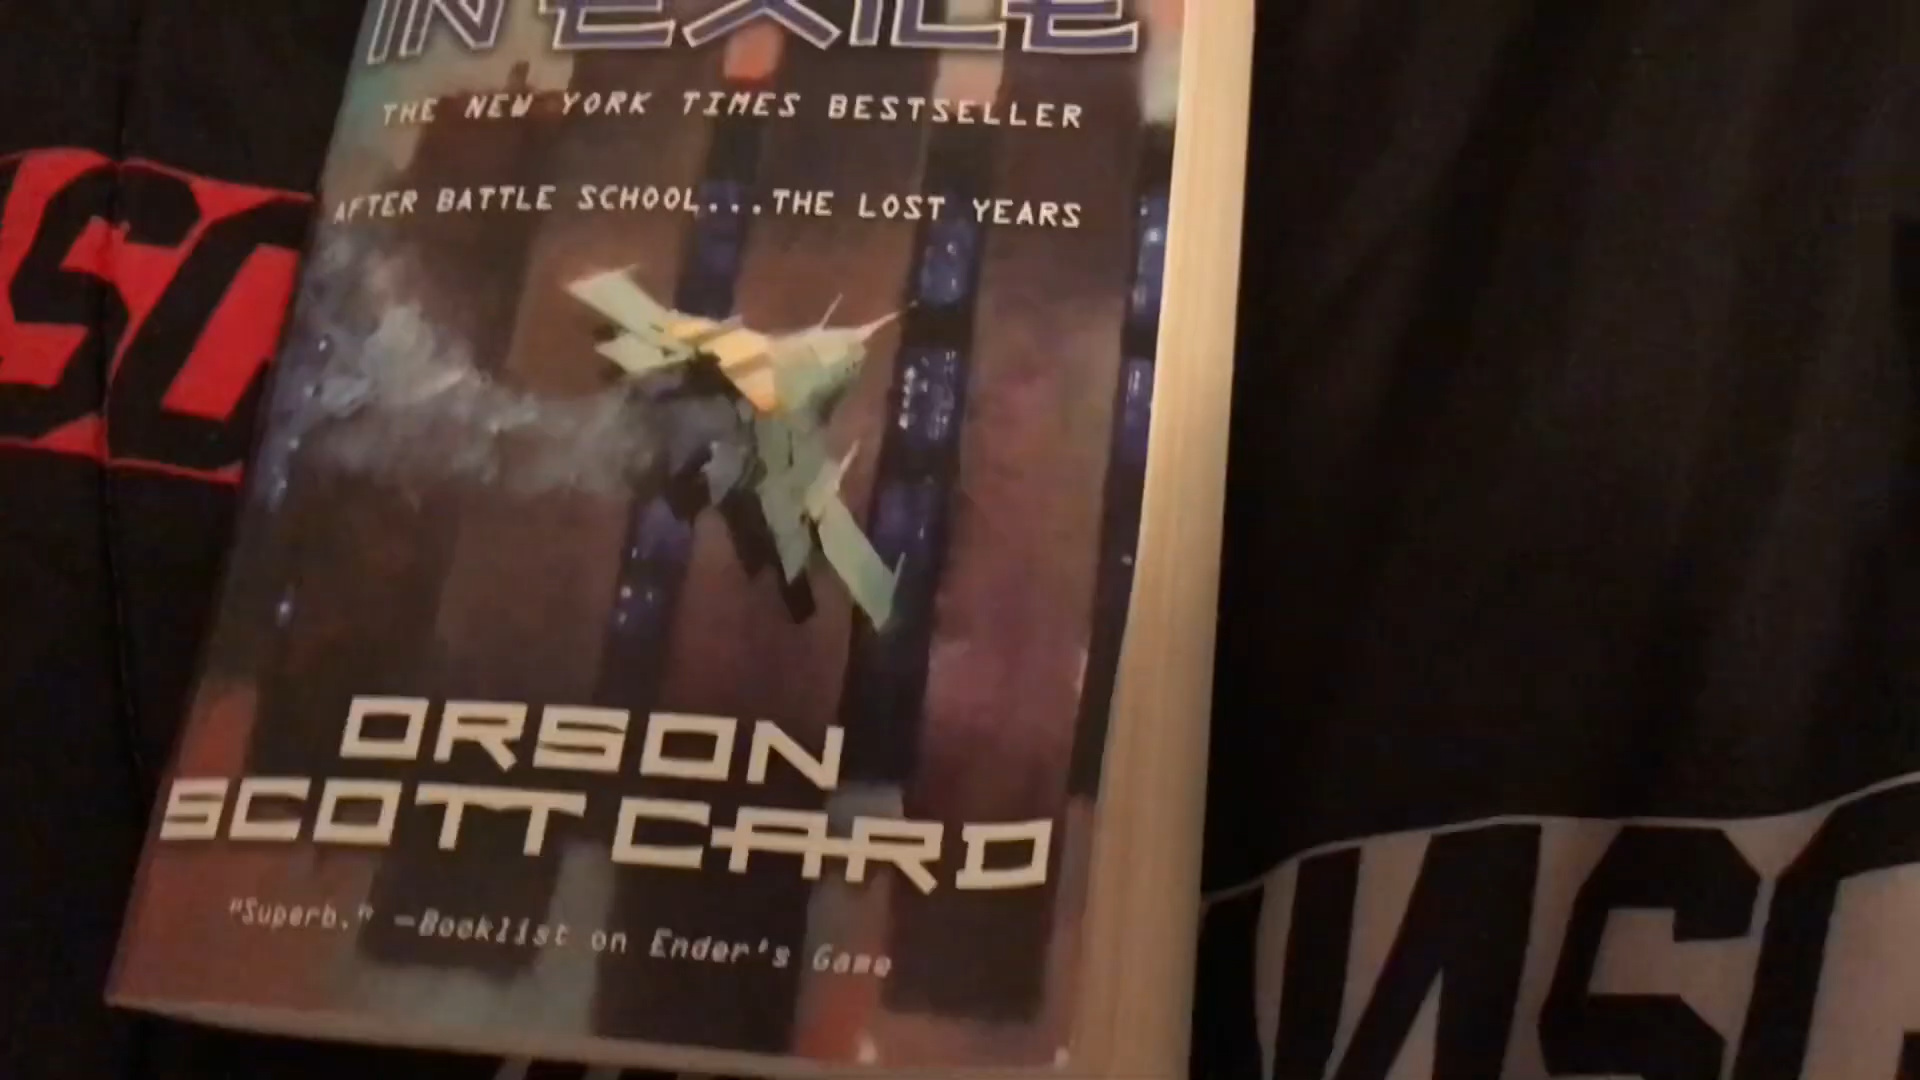 IN EXILE
THE NEW YORK TIMES BESTSELLER
AFTER BATTLE SCHOOL...THE LOST YEARS
ORSON
SCOTT CARD
"Superb." —Booklist on Ender's Game